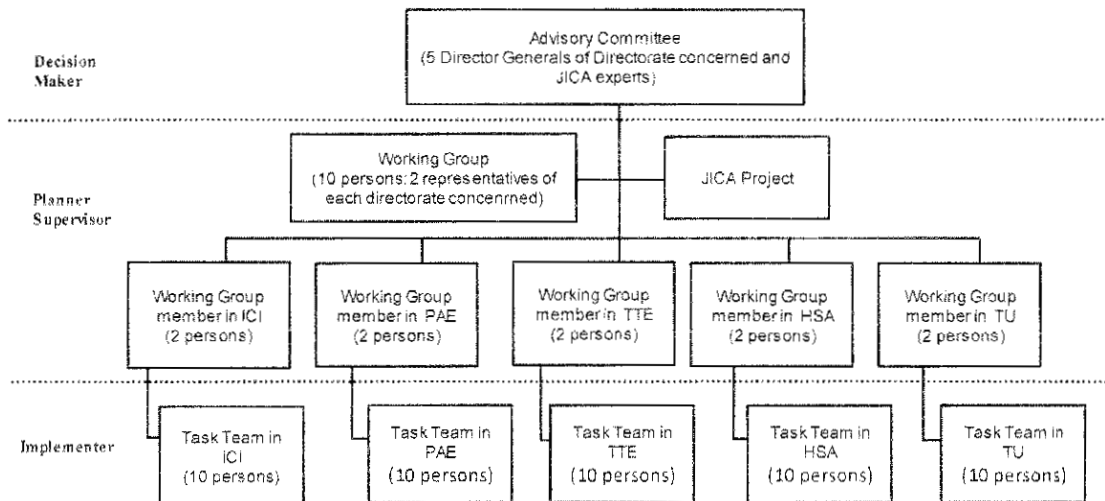 Decision
Maker
Advisory Committee
(5 Director Generals of Directorate concerned and
JICA experts)
Planner
Supervisor
Working Group
(10 persons: 2 representatives of
each directorate concenrned)
JICA Project
Working Group
member in ICI
(2 persons)
Working Group
member in PAE
(2 persons)
Working Group
member in TTE
(2 persons)
Working Group
member in HSA
(2 persons)
Working Group
member in TU
(2 persons)
Implementer
Task Team in
ICI
(10 persons)
Task Team in
PAE
(10 persons)
Task Team in
TTE
(10 persons)
Task Team in
HSA
(10 persons)
Task Team in
TU
(10 persons)